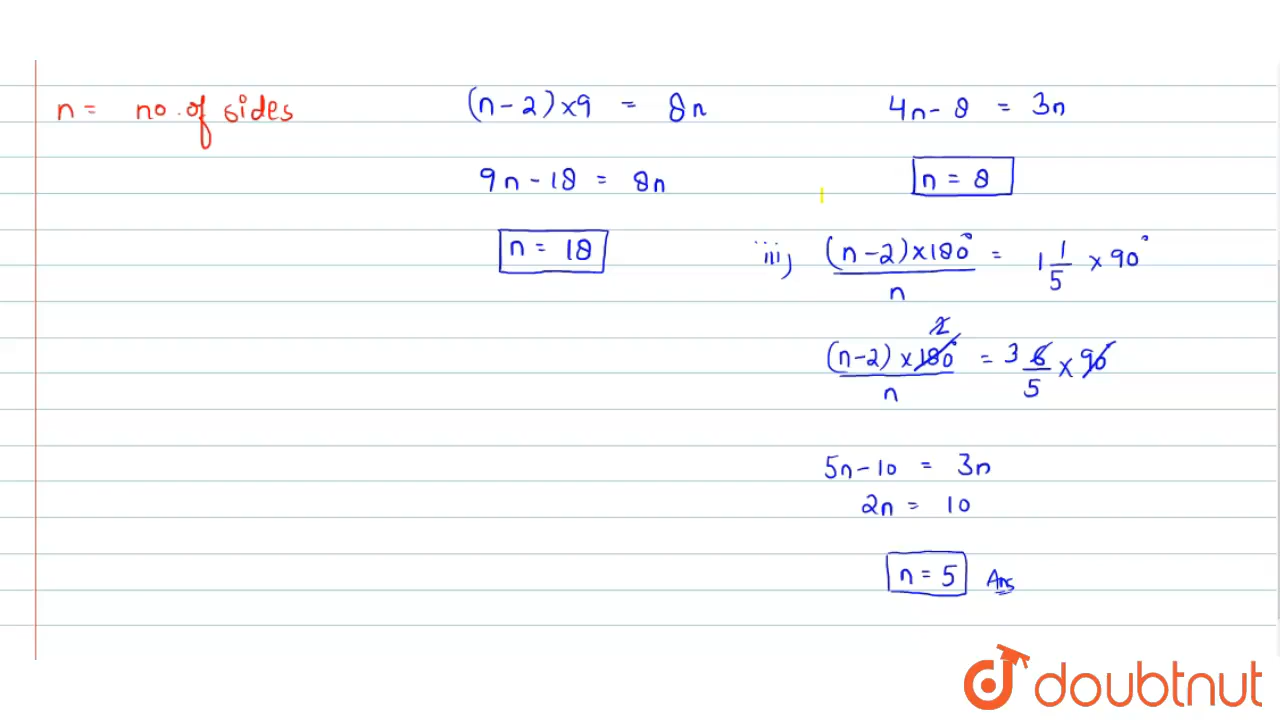 n = no. of sides
(n-2)×9 = 8n
9n - 18 = 8n
n = 18
4n - 8 = 3n
n = 8
iii) (n-2)×180° / n = 1 1/5 × 90°
2
(n-2)×180° / n = 3 6/5 × 90
5n - 10 = 3n
2n = 10
n = 5 Ans
doubtnut